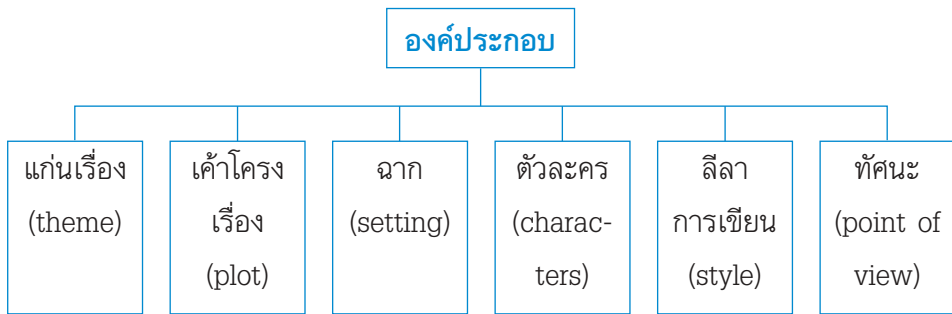 องค์ประกอบ
แก่นเรื่อง
(theme)
เค้าโครง
เรื่อง
(plot)
ฉาก
(setting)
ตัวละคร
(charac-
ters)
ลีลา
การเขียน
(style)
ทัศนะ
(point of
view)